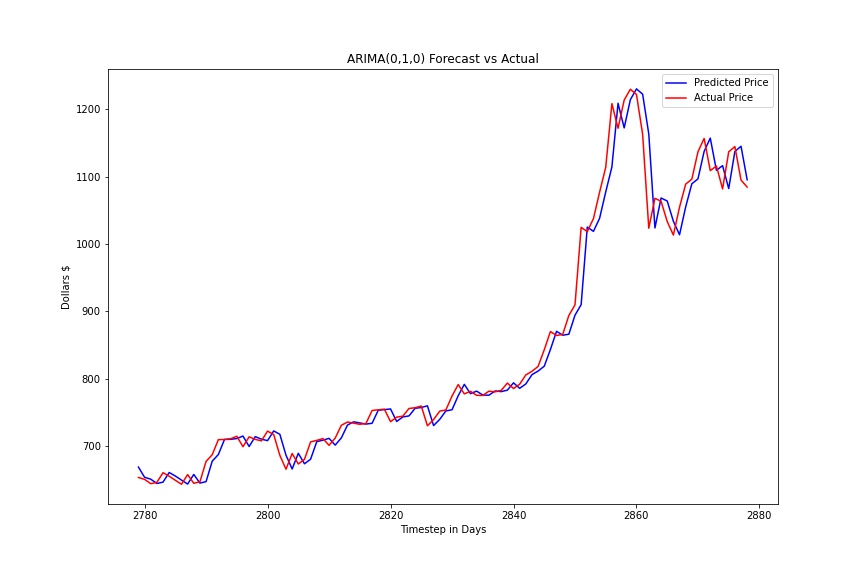 ARIMA(0,1,0) Forecast vs Actual
Predicted Price
Actual Price
Dollars $
1200
1100
1000
900
800
700
2780 2800 2820 2840 2860 2880
Timestep in Days